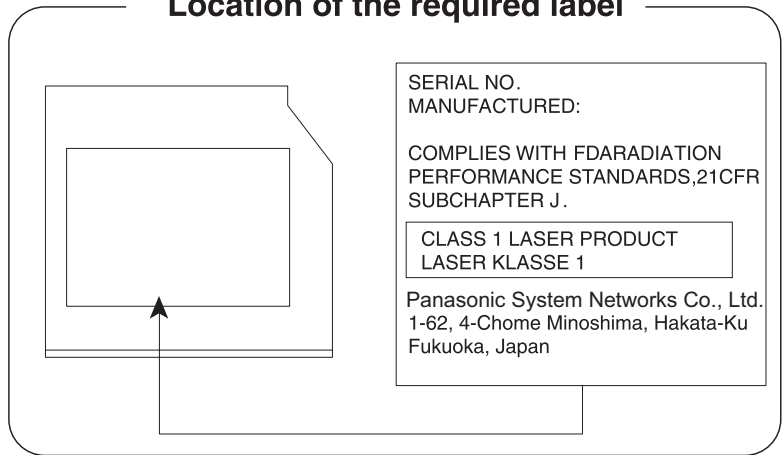 Location of the required label
SERIAL NO.
MANUFACTURED:
COMPLIES WITH FDARADIATION
PERFORMANCE STANDARDS,21CFR
SUBCHAPTER J.
CLASS 1 LASER PRODUCT
LASER KLASSE 1
Panasonic System Networks Co., Ltd.
1-62, 4-Chome Minoshima, Hakata-Ku
Fukuoka, Japan